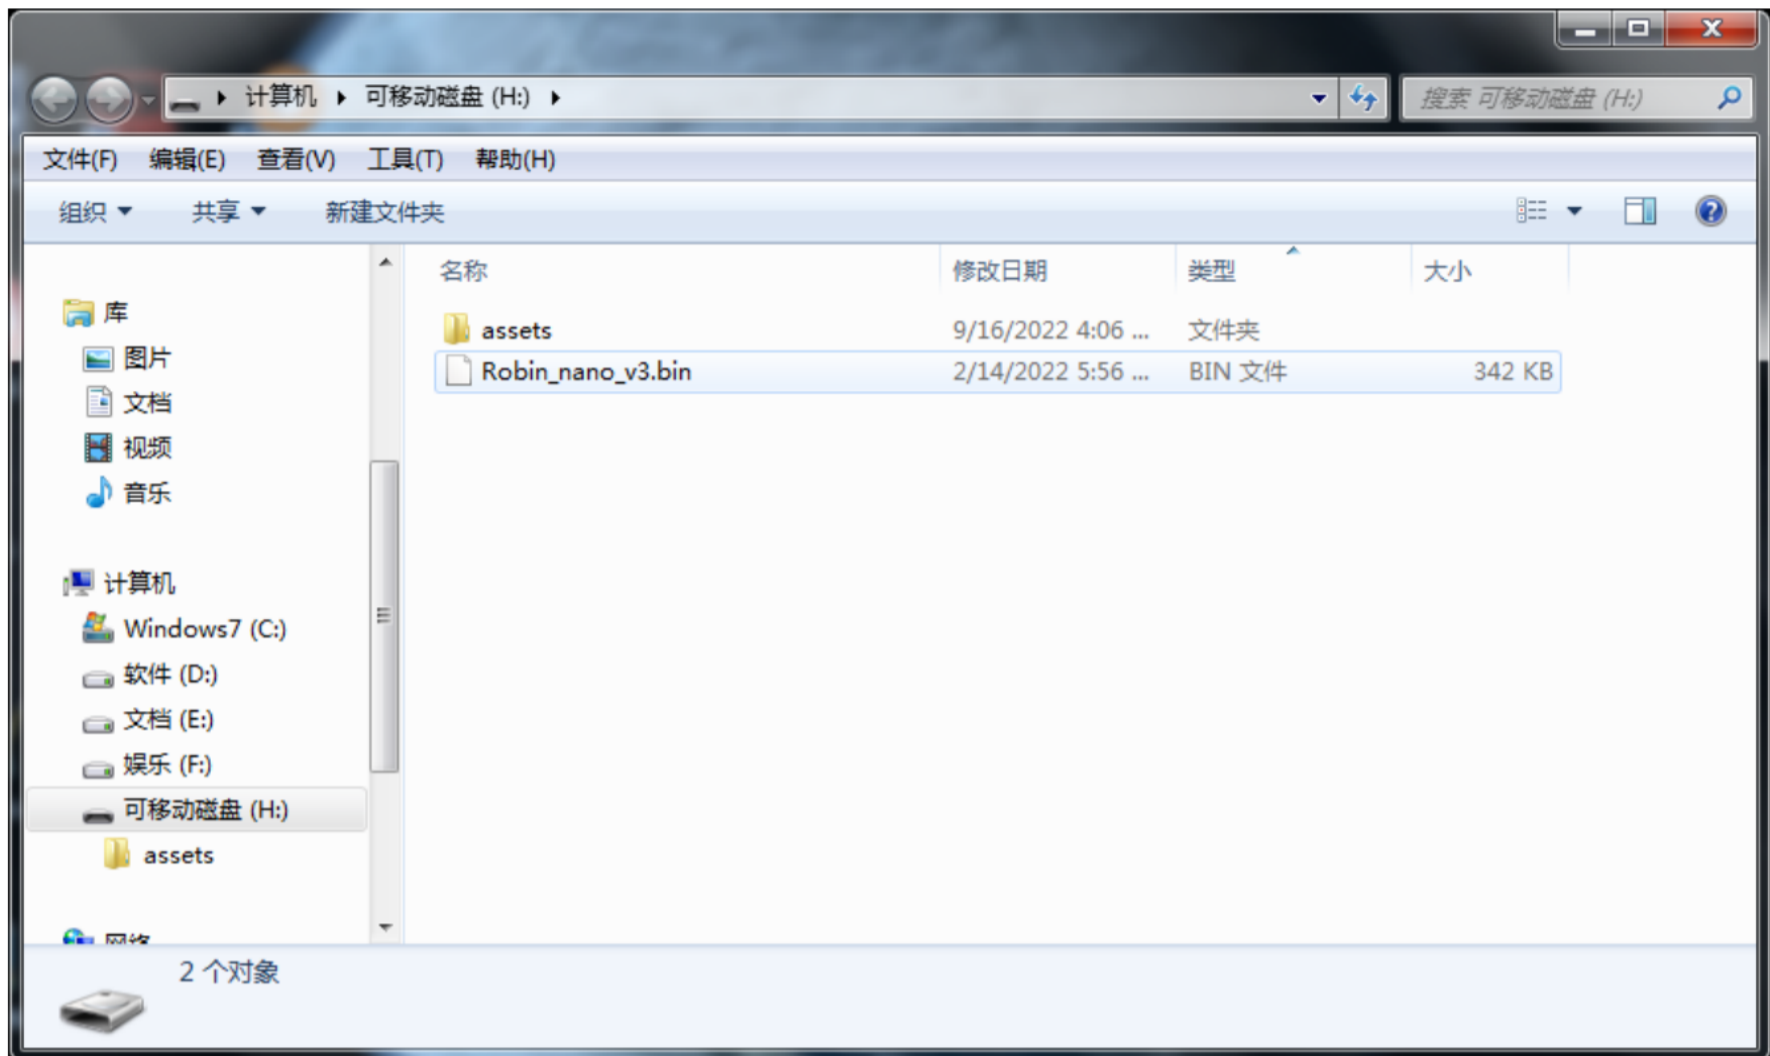 计算机 可移动磁盘 (H:) 搜索 可移动磁盘 (H:)
文件(F) 编辑(E) 查看(V) 工具(T) 帮助(H)
组织 共享 新建文件夹
名称 修改日期 类型 大小
assets 9/16/2022 4:06 ... 文件夹
Robin_nano_v3.bin 2/14/2022 5:56 ... BIN 文件 342 KB
库
图片
文档
视频
音乐
计算机
Windows7 (C:)
软件 (D:)
文档 (E:)
娱乐 (F:)
可移动磁盘 (H:)
assets
网络
2 个对象